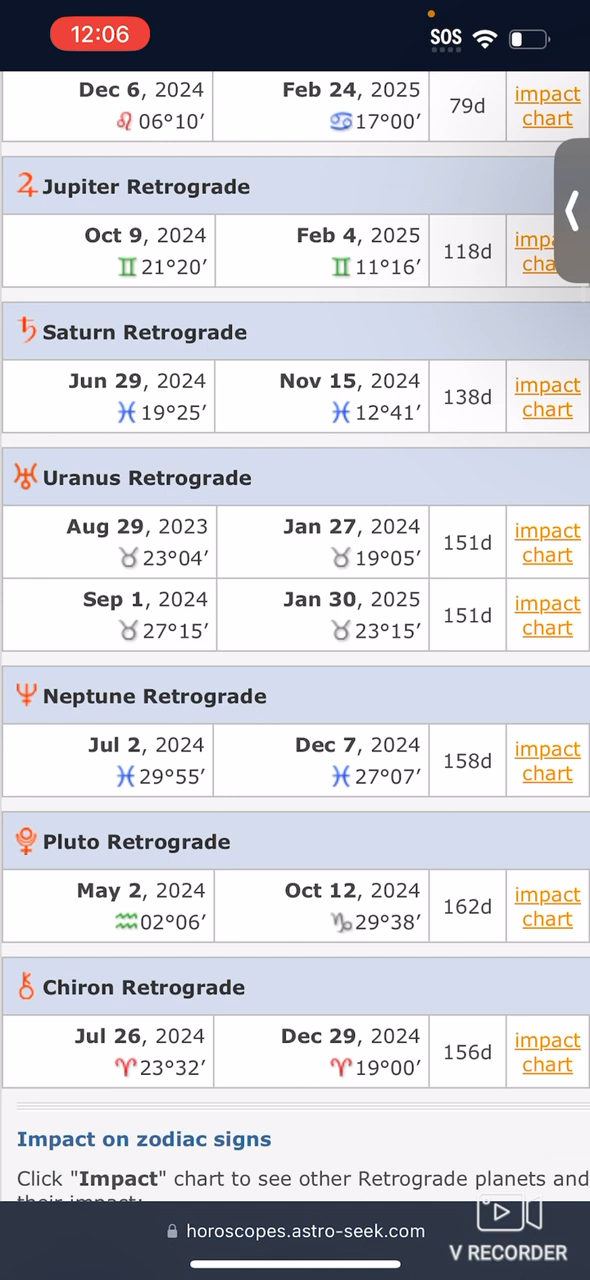 12:06
SOS
Dec 6, 2024 Feb 24, 2025 79d impact chart
♌ 06°10′ ♋ 17°00′
♃ Jupiter Retrograde
Oct 9, 2024 Feb 4, 2025 118d
♊ 21°20′ ♊ 11°16′
♄ Saturn Retrograde
Jun 29, 2024 Nov 15, 2024 138d impact chart
♓ 19°25′ ♓ 12°41′
♅ Uranus Retrograde
Aug 29, 2023 Jan 27, 2024 151d impact chart
♉ 23°04′ ♉ 19°05′
Sep 1, 2024 Jan 30, 2025 151d impact chart
♉ 27°15′ ♉ 23°15′
♆ Neptune Retrograde
Jul 2, 2024 Dec 7, 2024 158d impact chart
♓ 29°55′ ♓ 27°07′
Pluto Retrograde
May 2, 2024 Oct 12, 2024 162d impact chart
♒ 02°06′ ♑ 29°38′
⚷ Chiron Retrograde
Jul 26, 2024 Dec 29, 2024 156d impact chart
♈ 23°32′ ♈ 19°00′
Impact on zodiac signs
Click "Impact" chart to see other Retrograde planets and
their impact:
horoscopes.astro-seek.com
V RECORDER